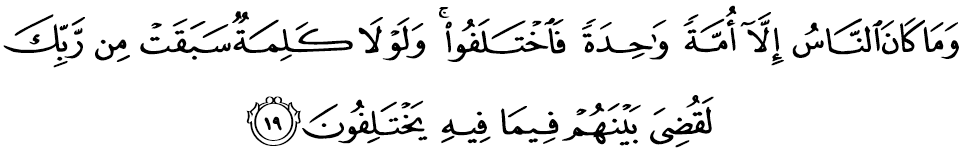 وَمَا كَانَ ٱلنَّاسُ إِلَّآ أُمَّةٗ وَٰحِدَةٗ فَٱخۡتَلَفُواْۚ وَلَوۡلَا كَلِمَةٞ سَبَقَتۡ مِن رَّبِّكَ
لَقُضِيَ بَيۡنَهُمۡ فِيمَا فِيهِ يَخۡتَلِفُونَ ١٩